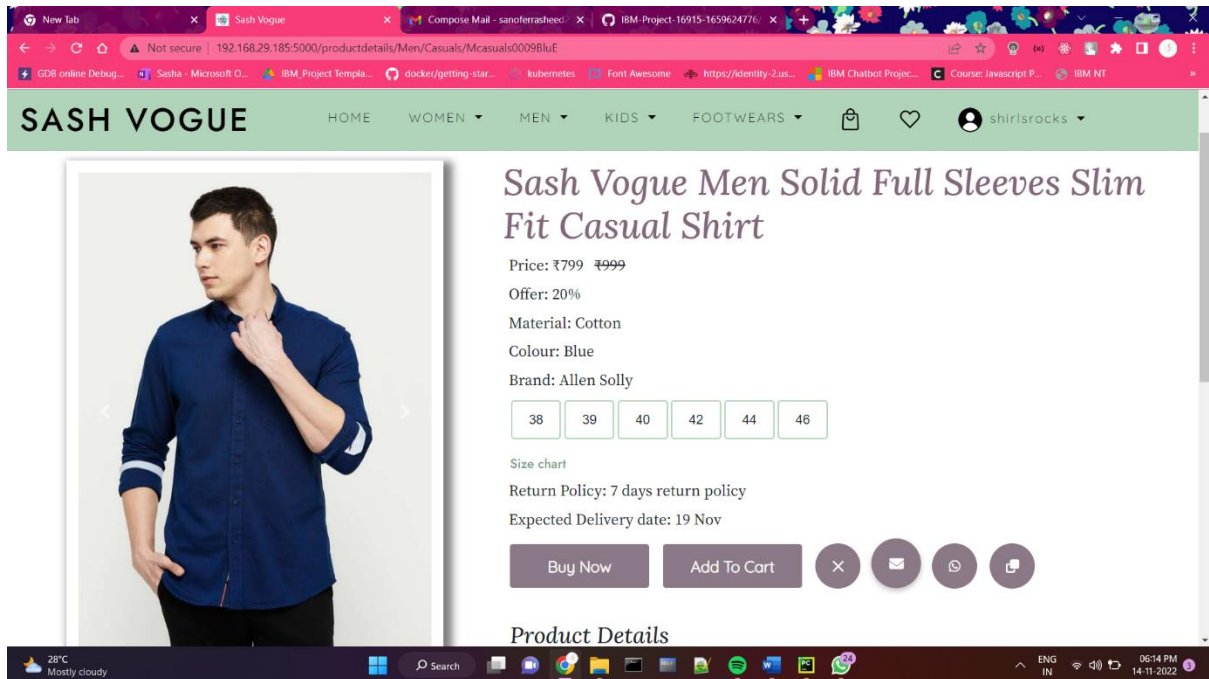 New Tab
Sash Vogue
Compose Mail - sanoferrasheed
IBM-Project-16915-1659624776/
Not secure | 192.168.29.185:5000/productdetails/Men/Casuals/Mcasuals0009BluE
GDB online Debug...
Sasha - Microsoft O...
IBM_Project Templa...
docker/getting-star...
kubernetes
Font Awesome
https://identity-2.us...
IBM Chatbot Projec...
Course: Javascript P...
IBM NT
SASH VOGUE
HOME
WOMEN
MEN
KIDS
FOOTWEARS
shirlsrocks
Sash Vogue Men Solid Full Sleeves Slim
Fit Casual Shirt
Price: ₹799 ₹999
Offer: 20%
Material: Cotton
Colour: Blue
Brand: Allen Solly
38 39 40 42 44 46
Size chart
Return Policy: 7 days return policy
Expected Delivery date: 19 Nov
Buy Now
Add To Cart
Product Details
28°C
Mostly cloudy
Search
24
ENG
IN
06:14 PM
14-11-2022
3